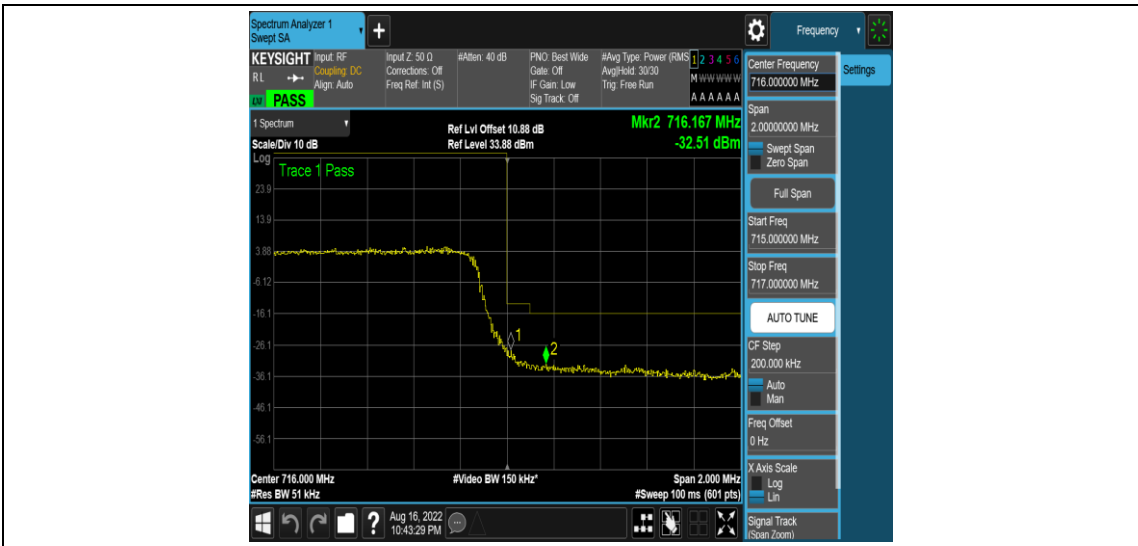 Spectrum Analyzer 1
Swept SA
+
Frequency
KEYSIGHT
R L
PASS
Input: RF
Coupling: DC
Align: Auto
Input Z: 50 Ω
Corrections: Off
Freq Ref: Int (S)
#Atten: 40 dB
PNO: Best Wide
Gate: Off
IF Gain: Low
Sig Track: Off
#Avg Type: Power (RMS
Avg|Hold: 30/30
Trig: Free Run
1 2 3 4 5 6
M W W W W W
A A A A A A
1 Spectrum
Scale/Div 10 dB
Ref Lvl Offset 10.88 dB
Ref Level 33.88 dBm
Mkr2 716.167 MHz
-32.51 dBm
Log
Trace 1 Pass
23.9
13.9
3.88
-6.12
-16.1
-26.1
-36.1
-46.1
-56.1
1
2
Center 716.000 MHz
#Res BW 51 kHz
#Video BW 150 kHz*
Span 2.000 MHz
#Sweep 100 ms (601 pts)
Center Frequency
716.000000 MHz
Settings
Span
2.00000000 MHz
Swept Span
Zero Span
Full Span
Start Freq
715.000000 MHz
Stop Freq
717.000000 MHz
AUTO TUNE
CF Step
200.000 kHz
Auto
Man
Freq Offset
0 Hz
X Axis Scale
Log
Lin
Signal Track
(Span Zoom)
?
Aug 16, 2022
10:43:29 PM